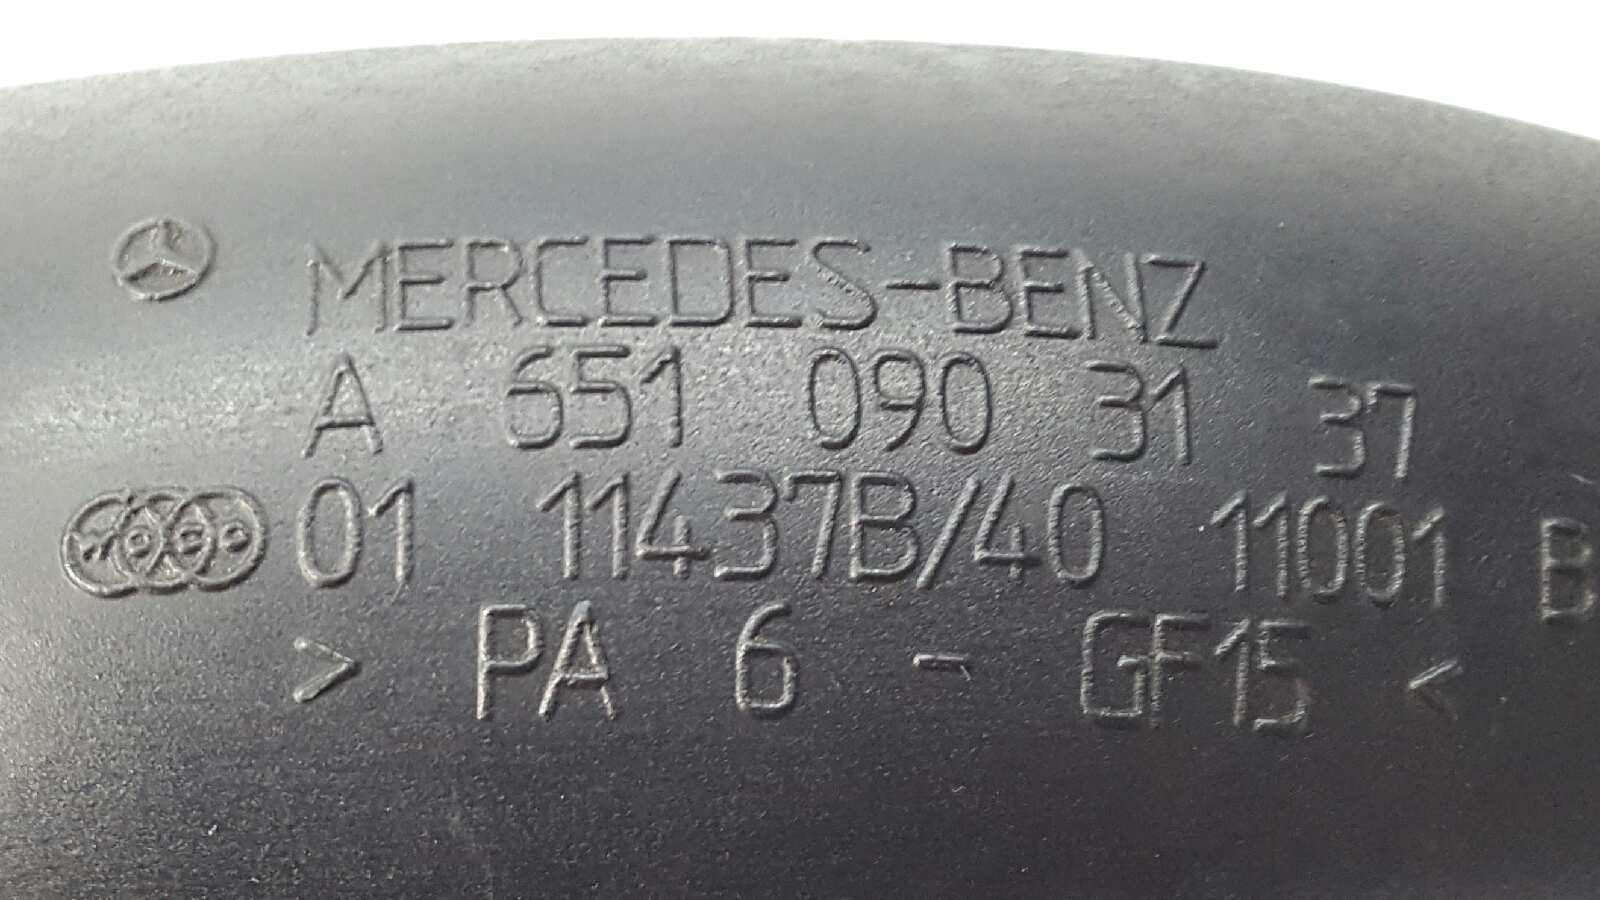 MERCEDES-BENZ
A 651 090 31 37
01 11437B/40 11001 B
> PA 6 - GF15 <